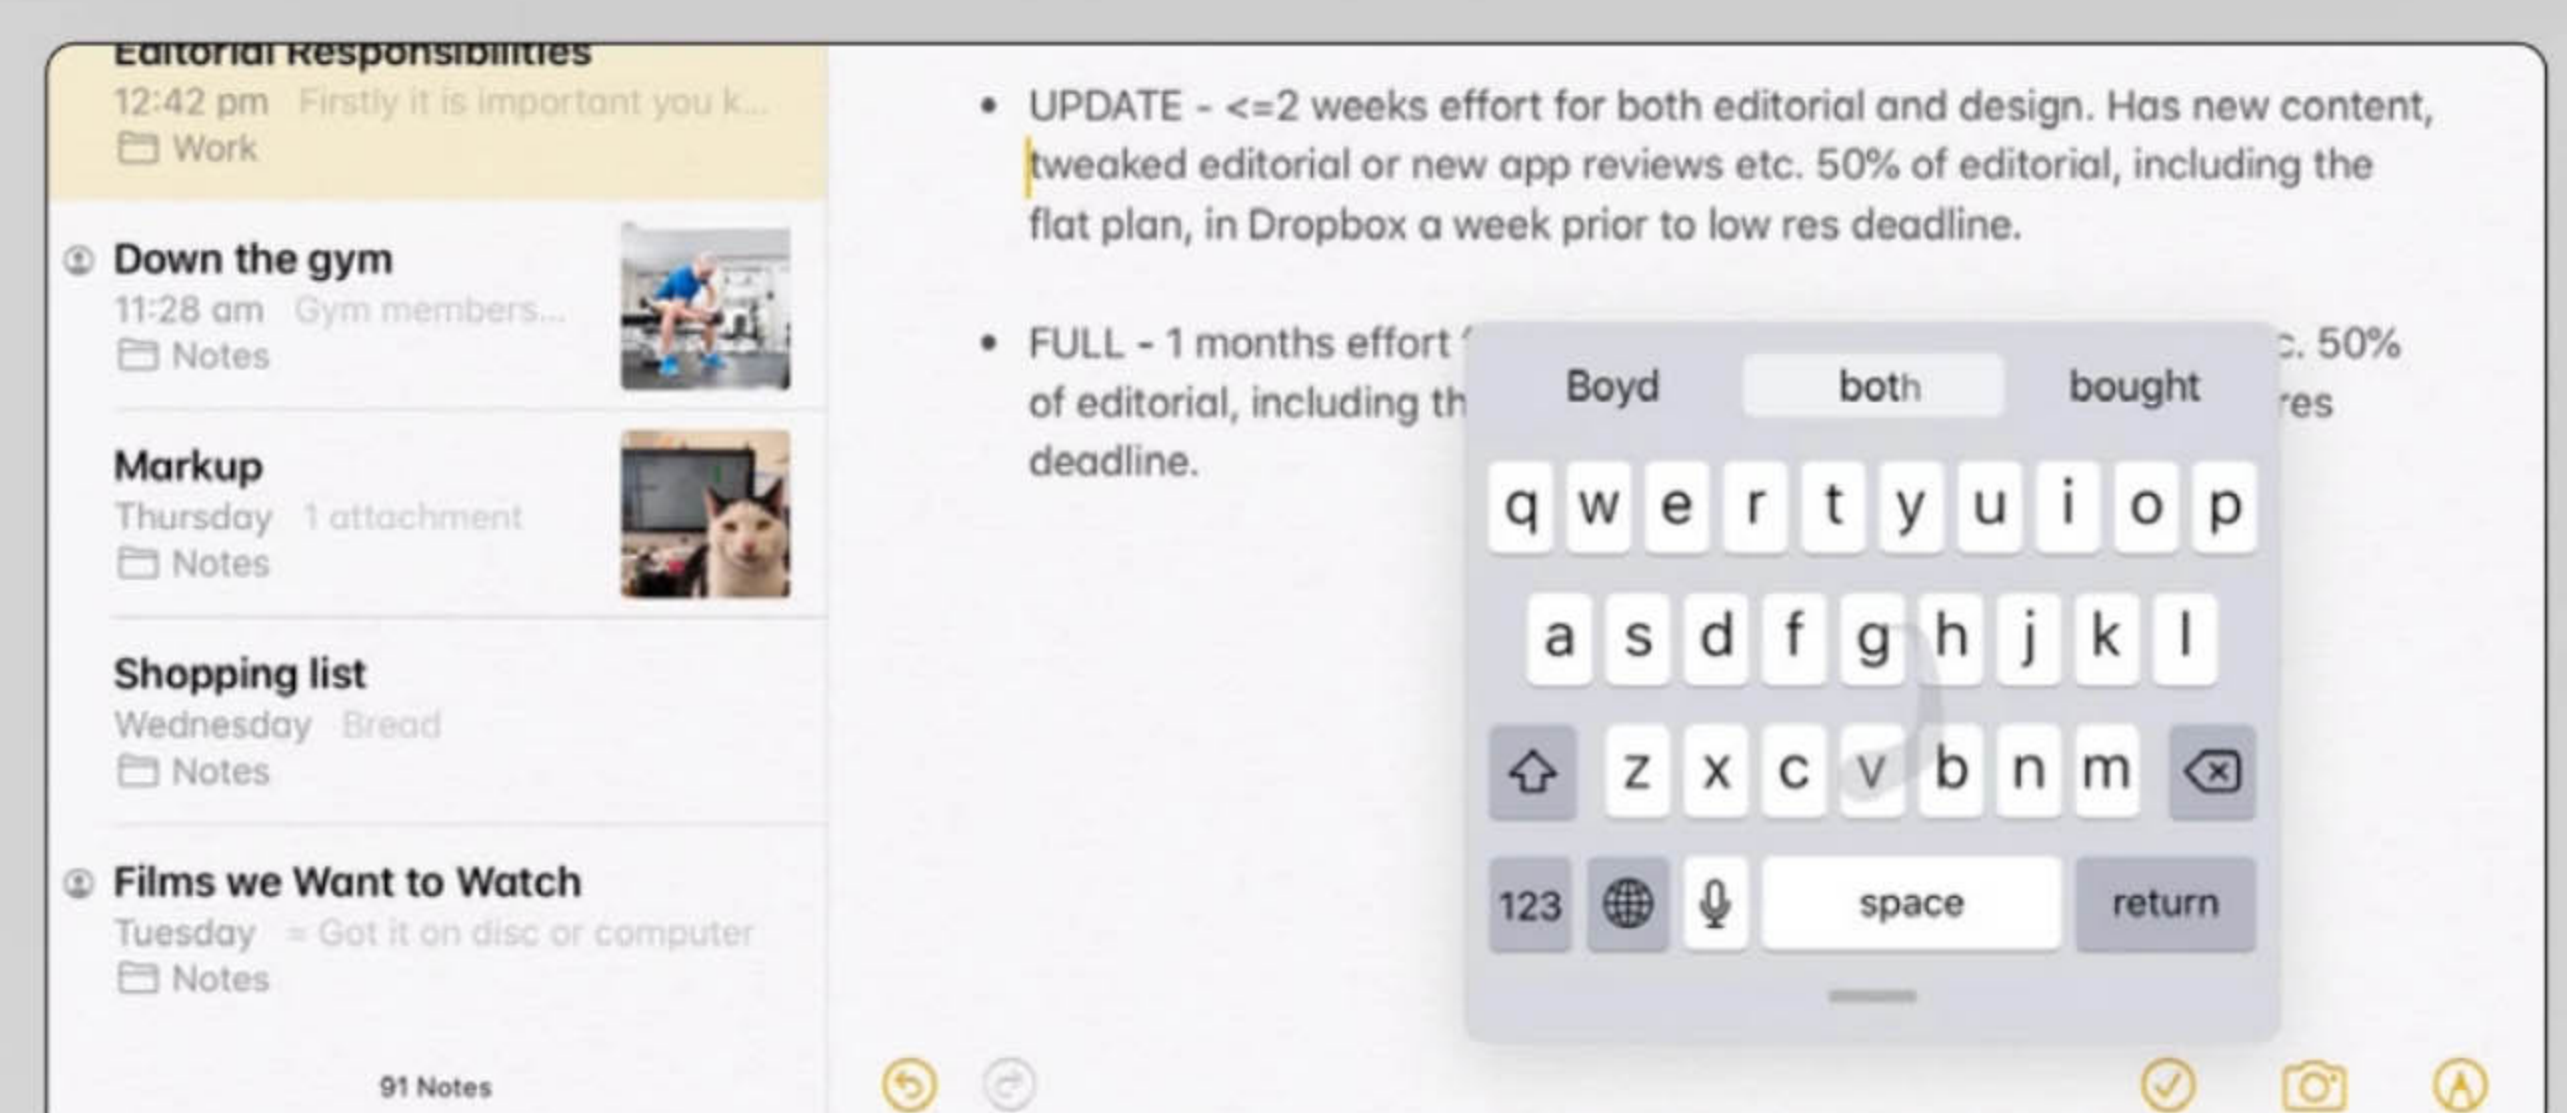 Editorial Responsibilities
12:42 pm Firstly it is important you k...
Work
Down the gym
11:28 am Gym members...
Notes
Markup
Thursday 1 attachment
Notes
Shopping list
Wednesday Bread
Notes
Films we Want to Watch
Tuesday = Got it on disc or computer
Notes
91 Notes
• UPDATE - <=2 weeks effort for both editorial and design. Has new content,
tweaked editorial or new app reviews etc. 50% of editorial, including the
flat plan, in Dropbox a week prior to low res deadline.
• FULL - 1 months effort c. 50%
of editorial, including th res
deadline.
Boyd both bought
q w e r t y u i o p
a s d f g h j k l
z x c v b n m
123 space return